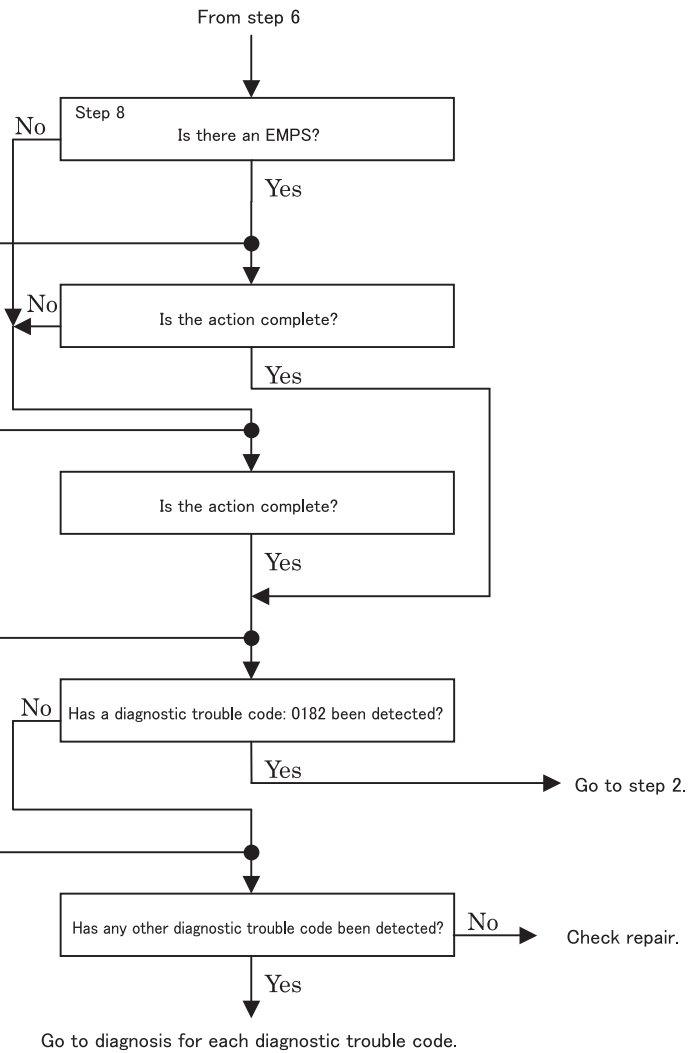 From step 6
Step 8
No
Is there an EMPS?
Yes
No
Is the action complete?
Yes
Is the action complete?
Yes
No
Has a diagnostic trouble code: 0182 been detected?
Yes
Go to step 2.
Has any other diagnostic trouble code been detected?
No
Check repair.
Yes
Go to diagnosis for each diagnostic trouble code.